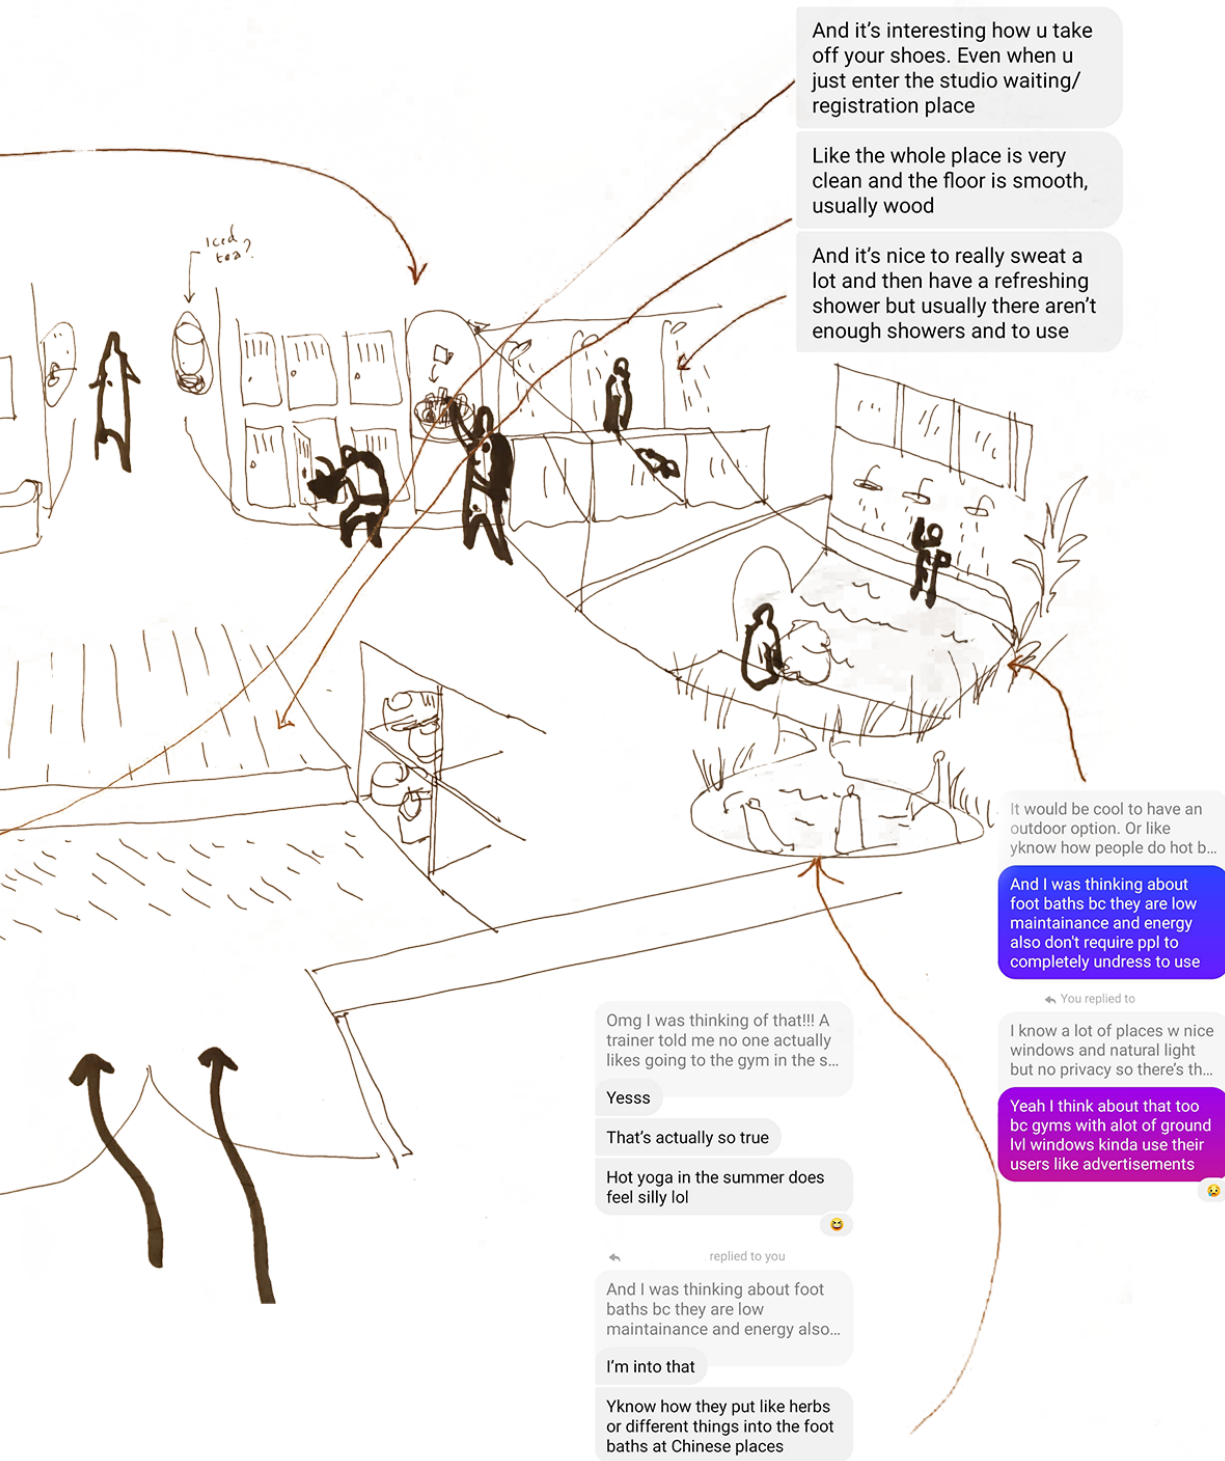 And it's interesting how u take
off your shoes. Even when u
just enter the studio waiting/
registration place
Like the whole place is very
clean and the floor is smooth,
usually wood
And it's nice to really sweat a
lot and then have a refreshing
shower but usually there aren't
enough showers and to use
Iced
tea?
It would be cool to have an
outdoor option. Or like
yknow how people do hot b...
And I was thinking about
foot baths bc they are low
maintainance and energy
also don't require ppl to
completely undress to use
You replied to
I know a lot of places w nice
windows and natural light
but no privacy so there's th...
Yeah I think about that too
bc gyms with alot of ground
lvl windows kinda use their
users like advertisements
Omg I was thinking of that!!! A
trainer told me no one actually
likes going to the gym in the s...
Yesss
That's actually so true
Hot yoga in the summer does
feel silly lol
replied to you
And I was thinking about foot
baths bc they are low
maintainance and energy also...
I'm into that
Yknow how they put like herbs
or different things into the foot
baths at Chinese places